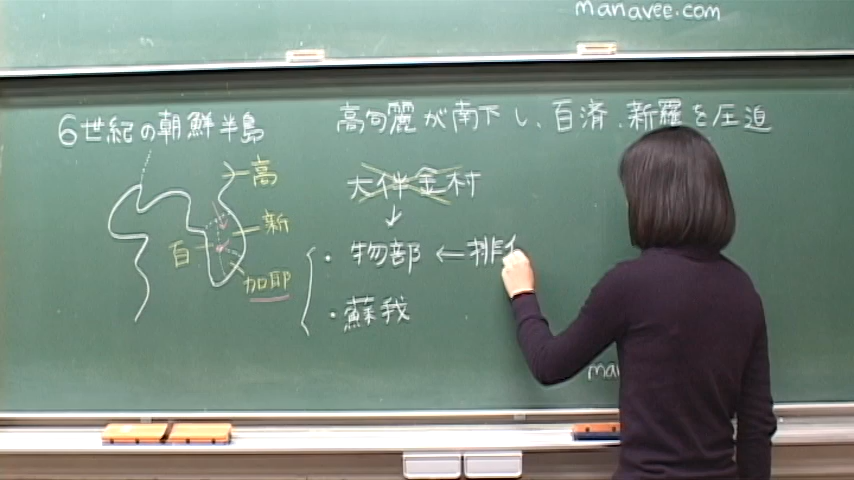 manavee.com
6世紀の朝鮮半島
高句麗が南下し、百済、新羅を圧迫
高
新
百
加耶
大伴金村
・物部 ←排
・蘇我